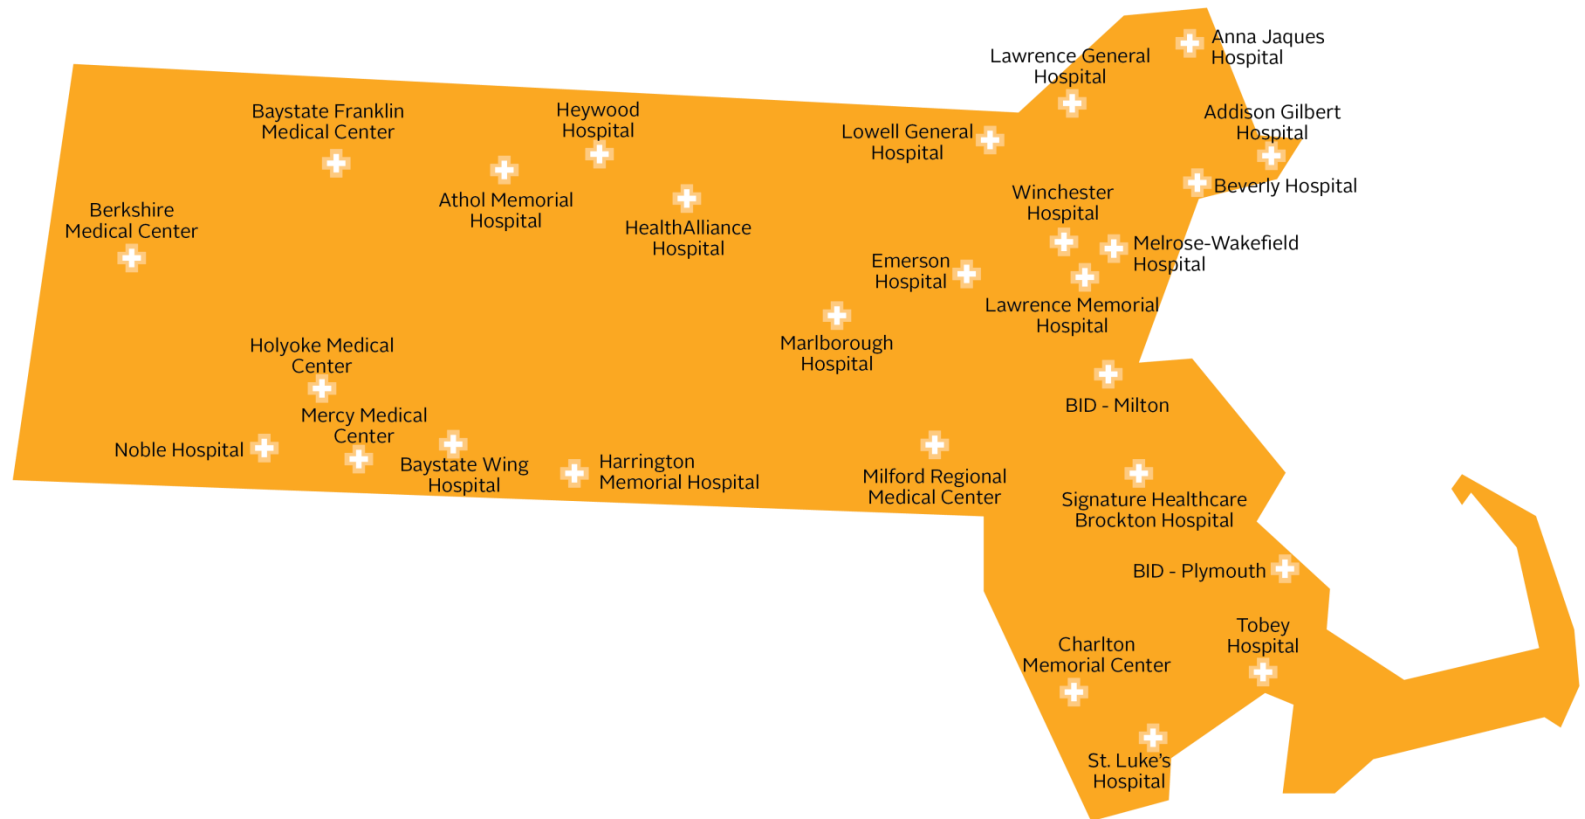 Anna Jaques
Hospital
Lawrence General
Hospital
Baystate Franklin
Medical Center
Heywood
Hospital
Lowell General
Hospital
Addison Gilbert
Hospital
Berkshire
Medical Center
Athol Memorial
Hospital
HealthAlliance
Hospital
Winchester
Hospital
Beverly Hospital
Melrose-Wakefield
Hospital
Emerson
Hospital
Lawrence Memorial
Hospital
Marlborough
Hospital
Holyoke Medical
Center
BID - Milton
Mercy Medical
Center
Noble Hospital
Baystate Wing
Hospital
Harrington
Memorial Hospital
Milford Regional
Medical Center
Signature Healthcare
Brockton Hospital
BID - Plymouth
Tobey
Hospital
Charlton
Memorial Center
St. Luke's
Hospital